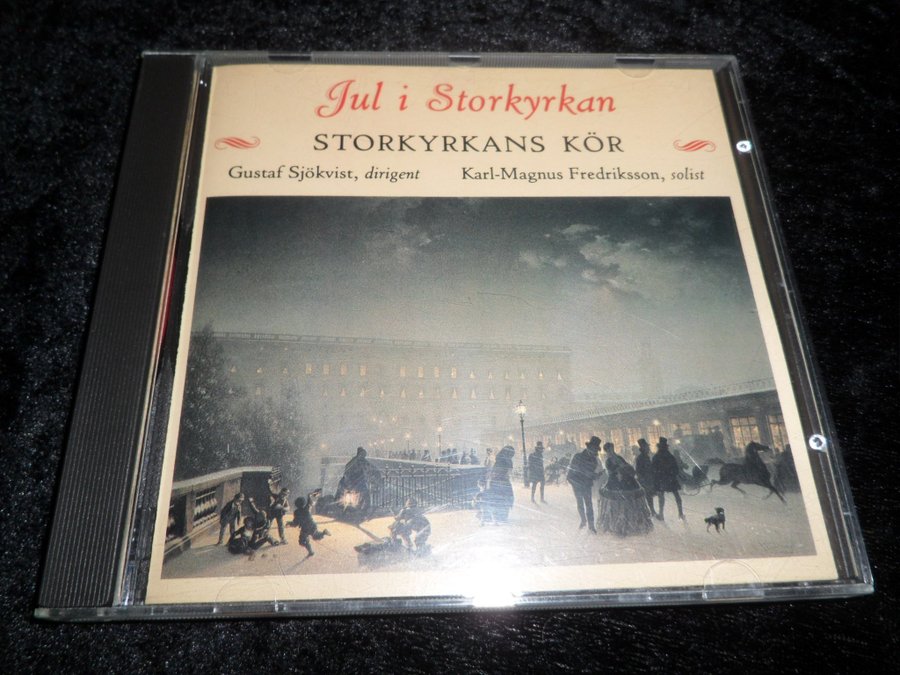 Jul i Storkyrkan
STORKYRKANS KÖR
Gustaf Sjökvist, dirigent Karl-Magnus Fredriksson, solist